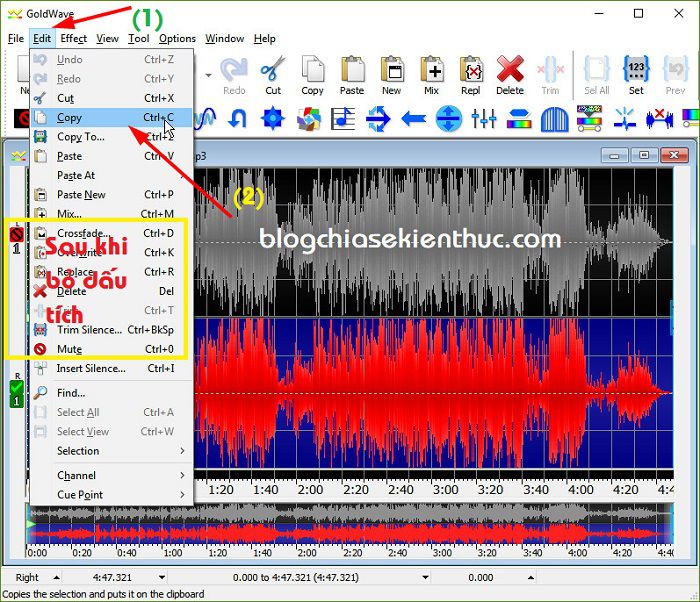 GoldWave
(1)
File Edit Effect View Tool Options Window Help
Undo Ctrl+Z
Redo Ctrl+Y
Cut Ctrl+X
Copy Ctrl+C
Copy To...
Paste Ctrl+V
Paste At
Paste New Ctrl+P
Mix... Ctrl+M
Crossfade... Ctrl+D
Overwrite Ctrl+K
Replace Ctrl+R
Delete Del
Ctrl+T
Trim Silence... Ctrl+BkSp
Mute Ctrl+0
Insert Silence... Ctrl+I
Find...
Select All Ctrl+A
Select View Ctrl+W
Selection
Channel
Cue Point
Redo Cut Copy Paste New Mix Repl Delete Trim Sel All Set Prev
123
p3
(2)
blogchiasekienthuc.com
Sau khi
bỏ dấu
tích
1
R
1
1:20 1:40 2:00 2:20 2:40 3:00 3:20 3:40 4:00 4:20 4:4
0:00 0:20 0:40 1:00 1:20 1:40 2:00 2:20 2:40 3:00 3:20 3:40 4:00 4:20 4:4
Right 4:47.321 0.000 to 4:47.321 (4:47.321) 0.000
Copies the selection and puts it on the clipboard